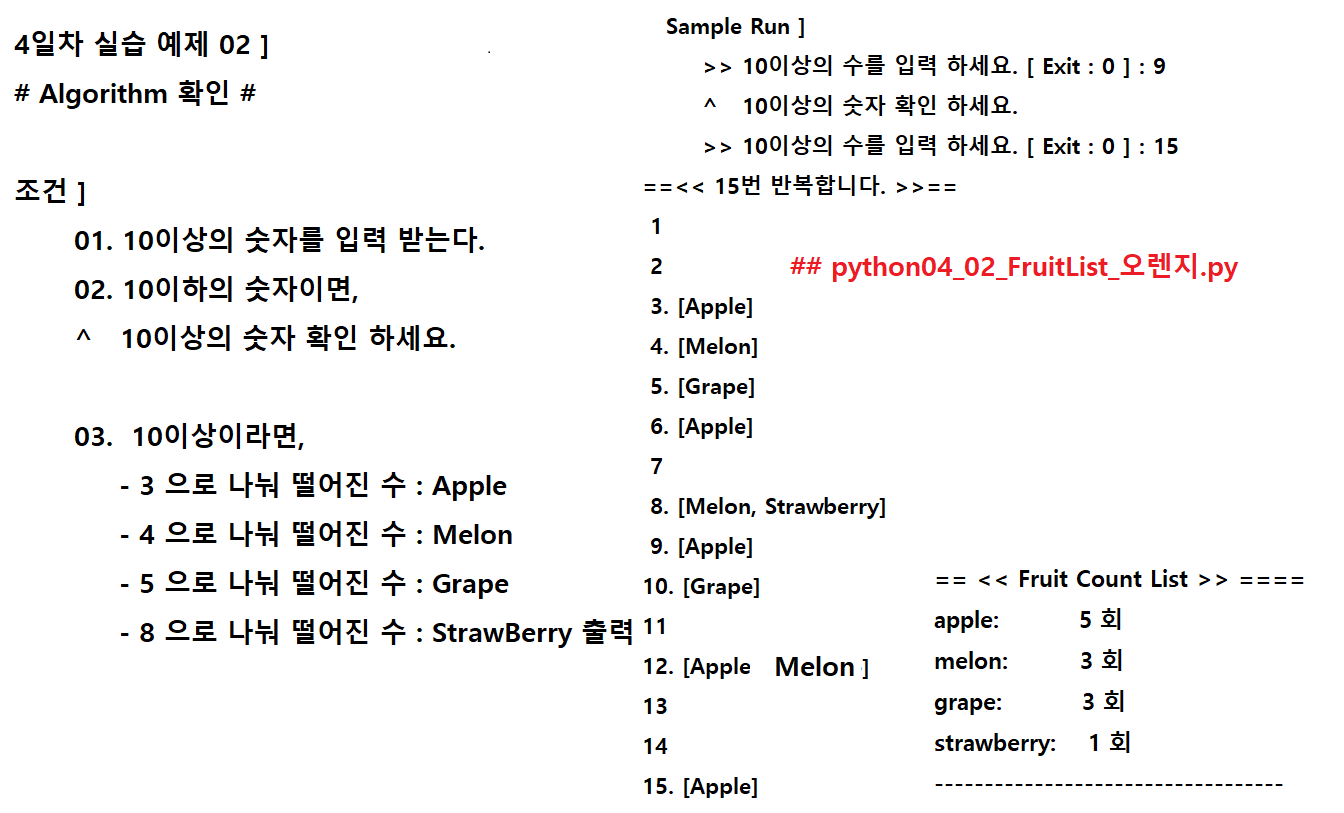 4일차 실습 예제 02 ]
# Algorithm 확인 #
조건 ]
01. 10이상의 숫자를 입력 받는다.
02. 10이하의 숫자이면,
^ 10이상의 숫자 확인 하세요.
03. 10이상이라면,
- 3 으로 나눠 떨어진 수 : Apple
- 4 으로 나눠 떨어진 수 : Melon
- 5 으로 나눠 떨어진 수 : Grape
- 8 으로 나눠 떨어진 수 : StrawBerry 출력
Sample Run ]
>> 10이상의 수를 입력 하세요. [ Exit : 0 ] : 9
^ 10이상의 숫자 확인 하세요.
>> 10이상의 수를 입력 하세요. [ Exit : 0 ] : 15
==<< 15번 반복합니다. >>==
1
2
## python04_02_FruitList_오렌지.py
3. [Apple]
4. [Melon]
5. [Grape]
6. [Apple]
7
8. [Melon, Strawberry]
9. [Apple]
10. [Grape]
11
12. [Apple Melon ]
13
14
15. [Apple]
== << Fruit Count List >> ====
apple: 5 회
melon: 3 회
grape: 3 회
strawberry: 1 회
-----------------------------------